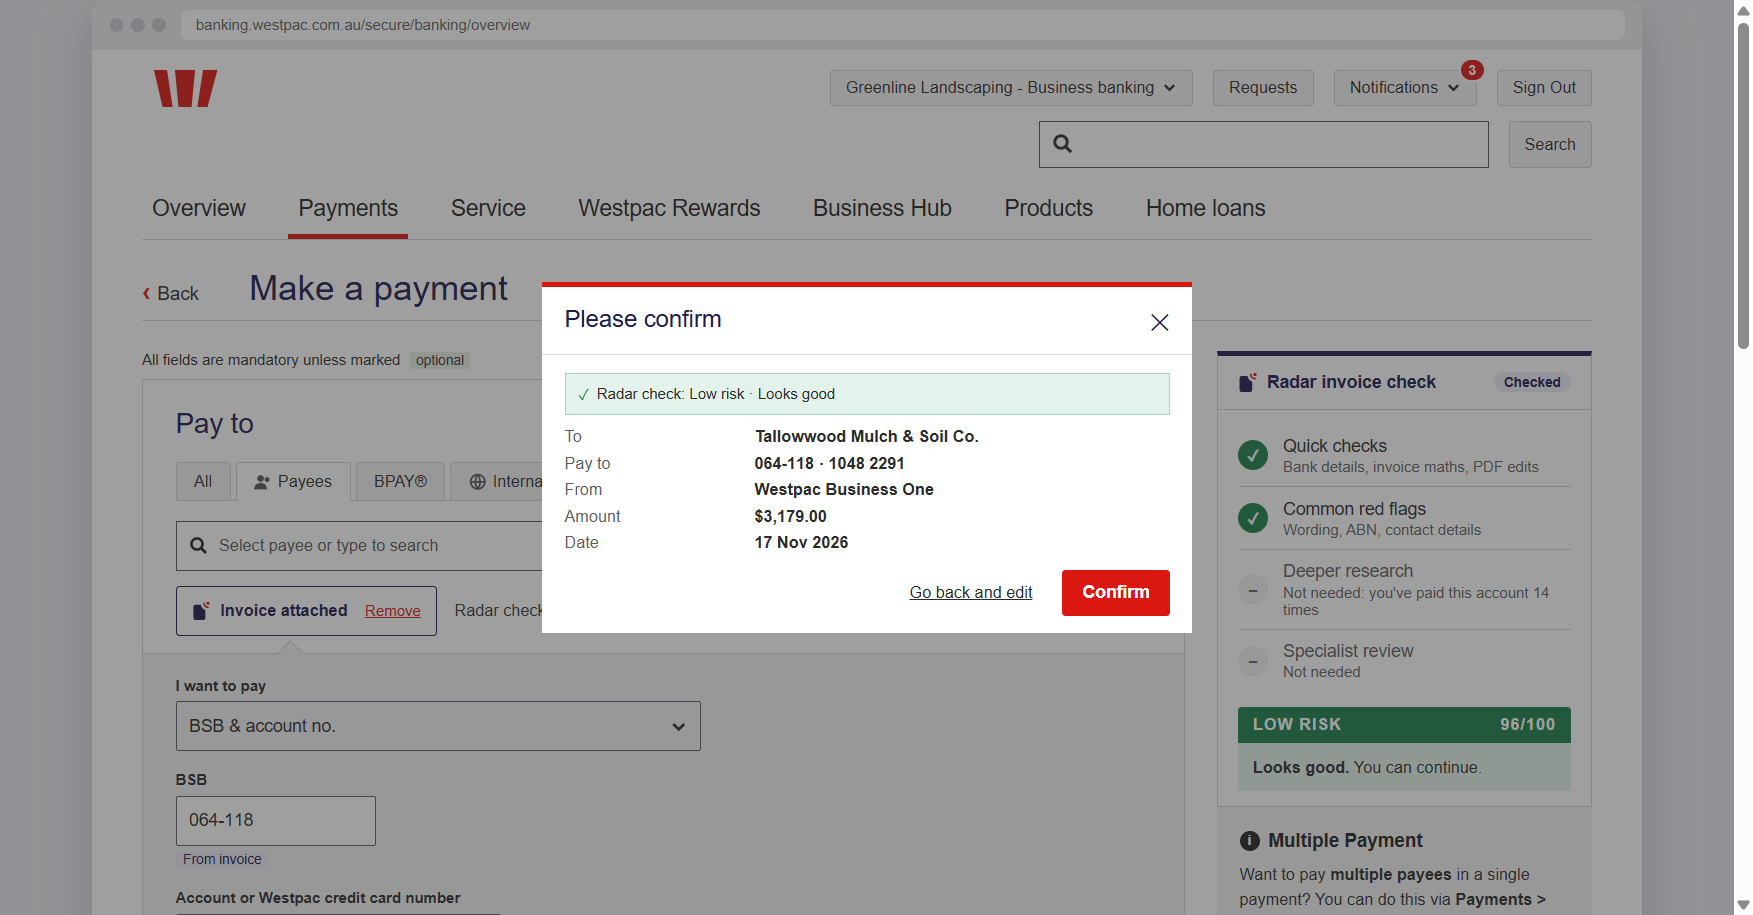 banking.westpac.com.au/secure/banking/overview
Greenline Landscaping - Business banking
Requests
Notifications
3
Sign Out
Search
Overview
Payments
Service
Westpac Rewards
Business Hub
Products
Home loans
‹ Back
Make a payment
All fields are mandatory unless marked optional
Pay to
All
Payees
BPAY®
Interna
Select payee or type to search
Invoice attached Remove
Radar check
I want to pay
BSB & account no.
BSB
064-118
From invoice
Account or Westpac credit card number
Please confirm
✓ Radar check: Low risk · Looks good
To Tallowwood Mulch & Soil Co.
Pay to 064-118 · 1048 2291
From Westpac Business One
Amount $3,179.00
Date 17 Nov 2026
Go back and edit
Confirm
Radar invoice check
Checked
Quick checks
Bank details, invoice maths, PDF edits
Common red flags
Wording, ABN, contact details
Deeper research
Not needed: you've paid this account 14
times
Specialist review
Not needed
LOW RISK 96/100
Looks good. You can continue.
Multiple Payment
Want to pay multiple payees in a single
payment? You can do this via Payments >